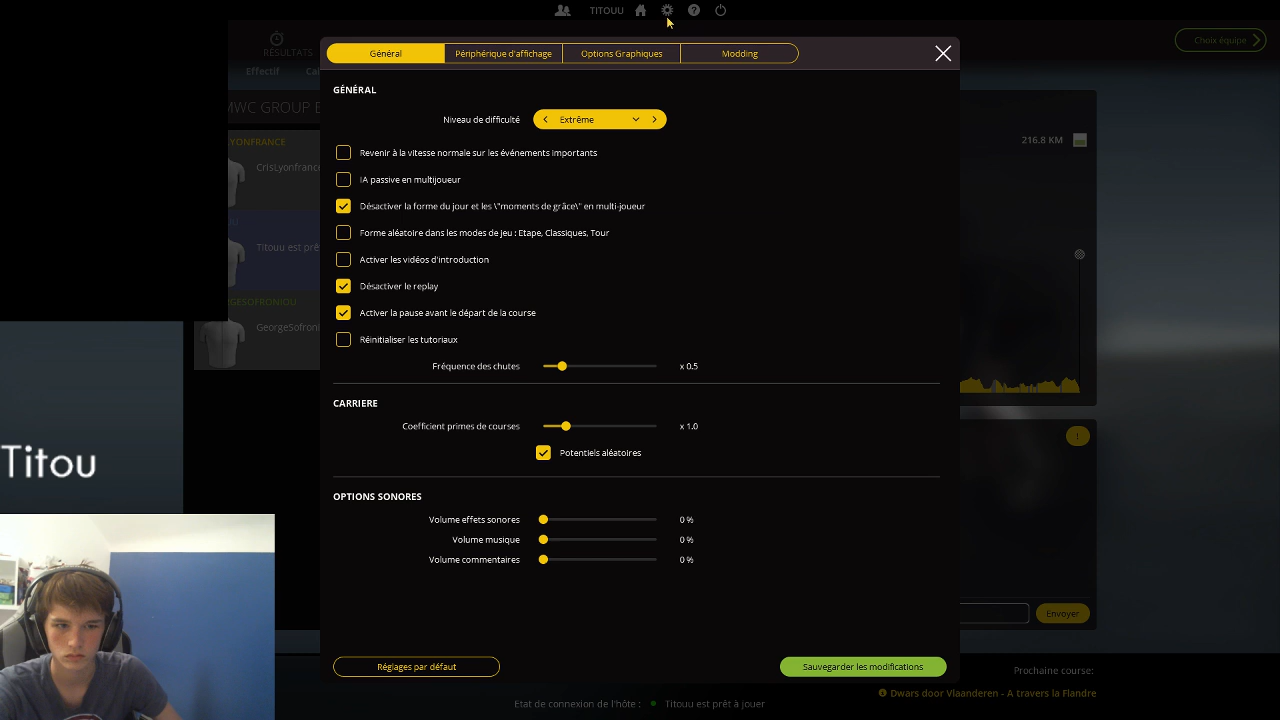 TITOUU
RÉSULTATS
Choix équipe
Effectif
Général
Périphérique d'affichage
Options Graphiques
Modding
GÉNÉRAL
MWC GROUP
Niveau de difficulté
Extrême
216.8 KM
YONFRANCE
CrisLyonfrance
Revenir à la vitesse normale sur les événements importants
IA passive en multijoueur
Désactiver la forme du jour et les \"moments de grâce\" en multi-joueur
Forme aléatoire dans les modes de jeu : Etape, Classiques, Tour
Titouu est prêt
Activer les vidéos d'introduction
Désactiver le replay
GESOFRONIDU
Activer la pause avant le départ de la course
GeorgeSofroni
Réinitialiser les tutoriaux
Fréquence des chutes
x 0.5
CARRIERE
Coefficient primes de courses
x 1.0
Potentiels aléatoires
Titou
OPTIONS SONORES
Volume effets sonores
0 %
Volume musique
0 %
Volume commentaires
0 %
Envoyer
Réglages par défaut
Sauvegarder les modifications
Prochaine course:
Dwars door Vlaanderen - A travers la Flandre
Etat de connexion de l'hôte :
Titouu est prêt à jouer